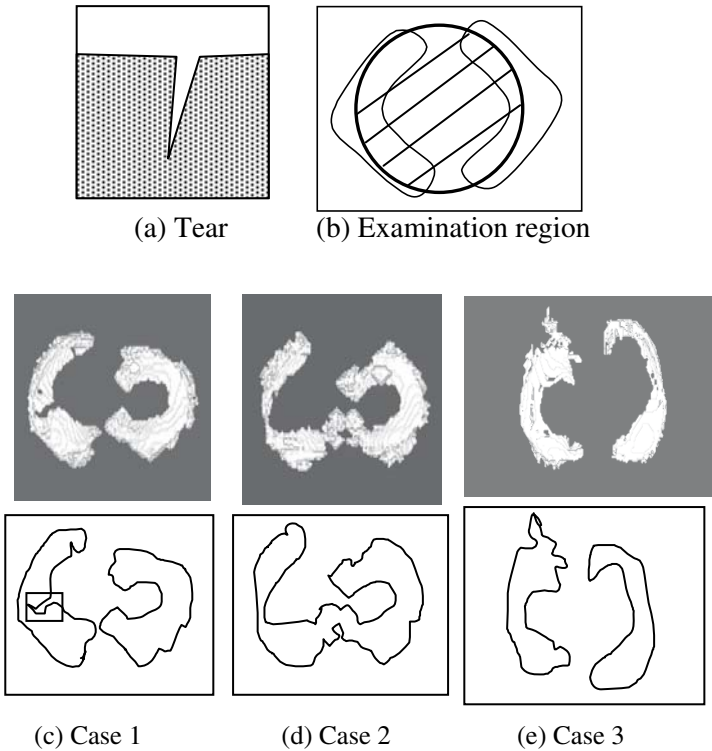 (a) Tear
(b) Examination region
(c) Case 1
(d) Case 2
(e) Case 3